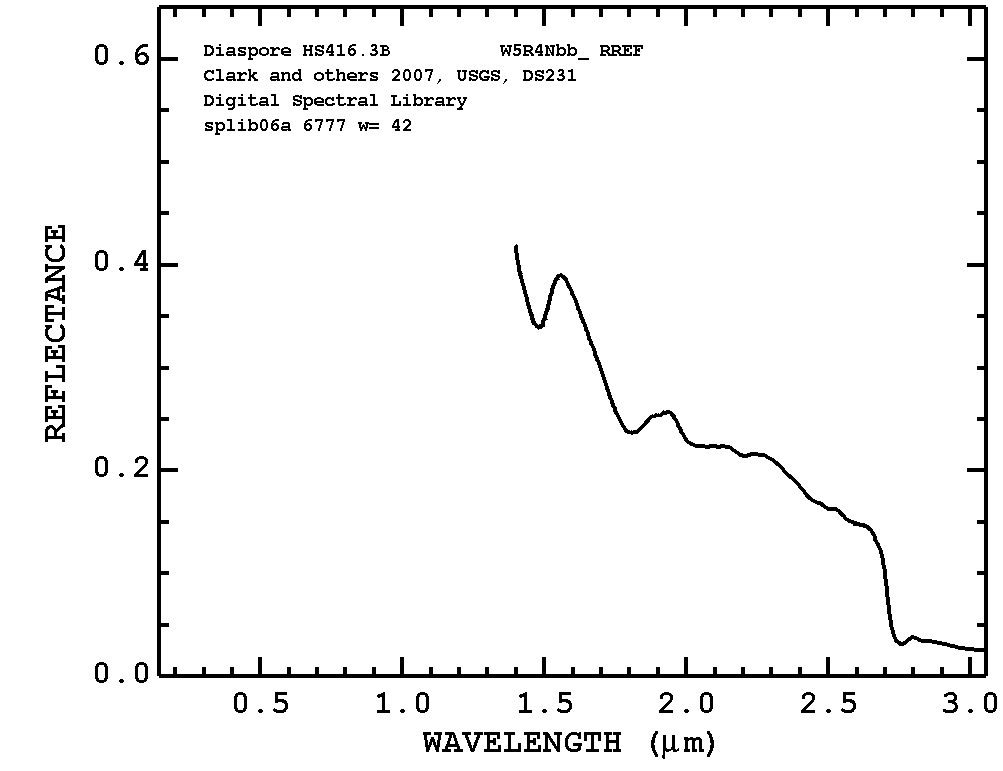 Diaspore HS416.3B W5R4Nbb_ RREF
Clark and others 2007, USGS, DS231
Digital Spectral Library
splib06a 6777 w= 42
REFLECTANCE
0.6
0.4
0.2
0.0
0.5 1.0 1.5 2.0 2.5 3.0
WAVELENGTH (μm)